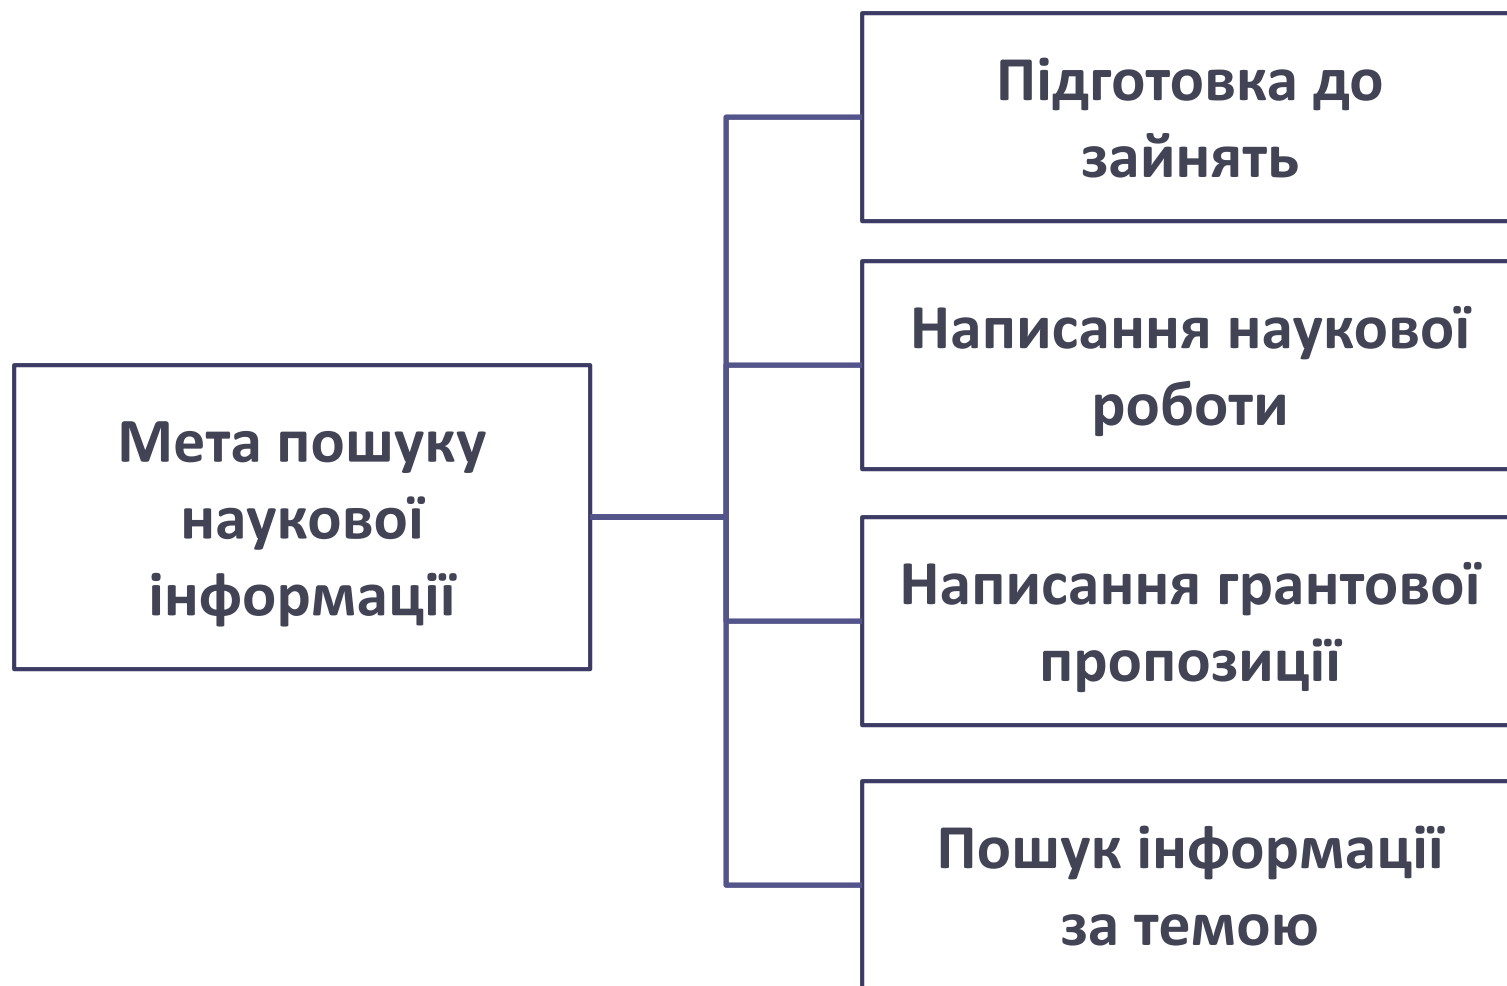 Підготовка до
зайнять
Написання наукової
роботи
Мета пошуку
наукової
інформації
Написання грантової
пропозиції
Пошук інформації
за темою